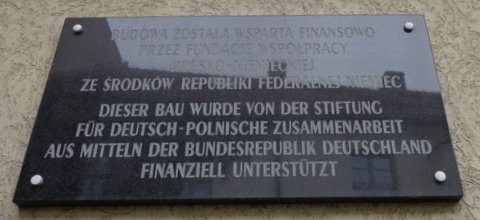 BUDOWA ZOSTAŁA WSPARTA FINANSOWO
PRZEZ FUNDACJĘ WSPÓŁPRACY
POLSKO-NIEMIECKIEJ
ZE ŚRODKÓW REPUBLIKI FEDERALNEJ NIEMIEC
DIESER BAU WURDE VON DER STIFTUNG
FÜR DEUTSCH-POLNISCHE ZUSAMMENARBEIT
AUS MITTELN DER BUNDESREPUBLIK DEUTSCHLAND
FINANZIELL UNTERSTÜTZT